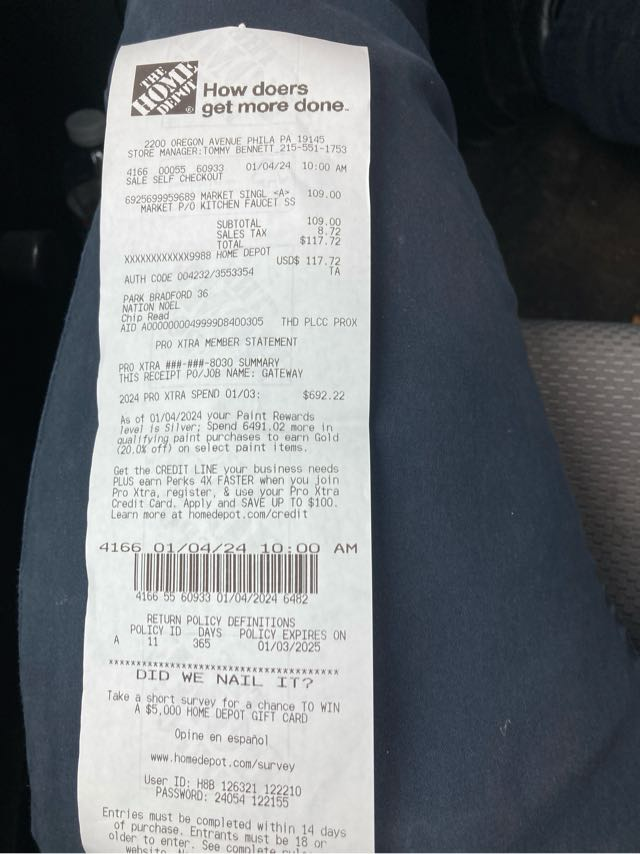 THE
HOME
DEPOT
How doers
get more done.
2200 OREGON AVENUE PHILA PA 19145
STORE MANAGER:TOMMY BENNETT 215-551-1753
4166 00055 60933 01/04/24 10:00 AM
SALE SELF CHECKOUT
6925699959689 MARKET SINGL <A> 109.00
MARKET P/O KITCHEN FAUCET SS
SUBTOTAL 109.00
SALES TAX 8.72
TOTAL $117.72
XXXXXXXXXXXX9988 HOME DEPOT
USD$ 117.72
AUTH CODE 004232/3553354 TA
PARK BRADFORD 36
NATION NOEL
Chip Read
AID A0000000049999D8400305 THD PLCC PROX
PRO XTRA MEMBER STATEMENT
PRO XTRA ###-###-8030 SUMMARY
THIS RECEIPT PO/JOB NAME: GATEWAY
2024 PRO XTRA SPEND 01/03: $692.22
As of 01/04/2024 your Paint Rewards
level is Silver; Spend 6491.02 more in
qualifying paint purchases to earn Gold
(20.0% off) on select paint items.
Get the CREDIT LINE your business needs
PLUS earn Perks 4X FASTER when you join
Pro Xtra, register, & use your Pro Xtra
Credit Card. Apply and SAVE UP TO $100.
Learn more at homedepot.com/credit
4166 01/04/24 10:00 AM
4166 55 60933 01/04/2024 6482
RETURN POLICY DEFINITIONS
POLICY ID DAYS POLICY EXPIRES ON
A 11 365 01/03/2025
DID WE NAIL IT?
Take a short survey for a chance TO WIN
A $5,000 HOME DEPOT GIFT CARD
Opine en español
www.homedepot.com/survey
User ID: H8B 126321 122210
PASSWORD: 24054 122155
Entries must be completed within 14 days
of purchase. Entrants must be 18 or
older to enter. See complete
website.